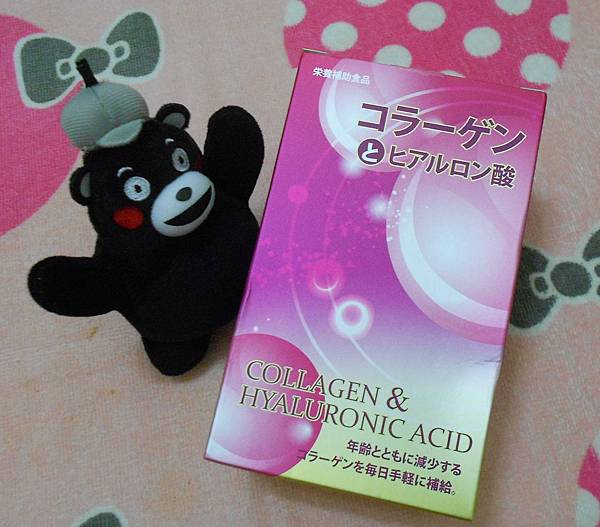 栄養補助食品
コラーゲン
とヒアルロン酸
COLLAGEN &
HYALURONIC ACID
年齢とともに減少する
コラーゲンを毎日手軽に補給。